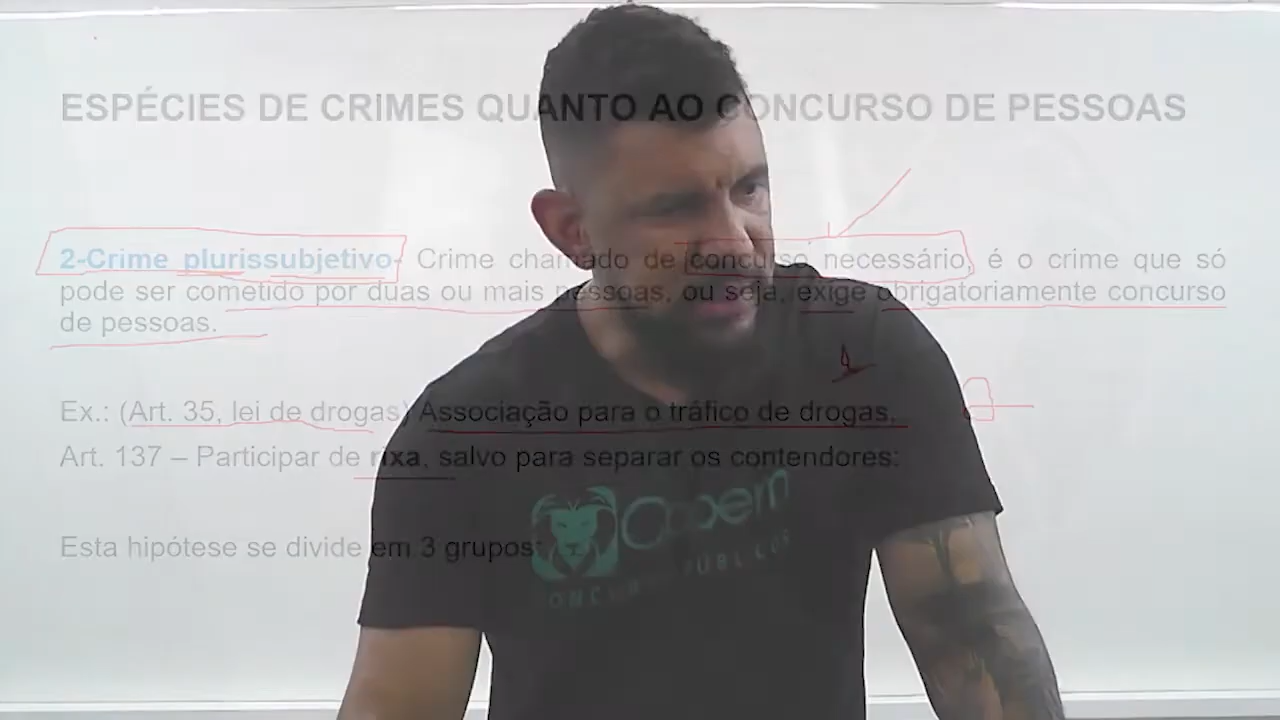 ESPÉCIES DE CRIMES QUANTO AO CONCURSO DE PESSOAS
2-Crime plurissubjetivo- Crime chamado de concurso necessário, é o crime que só
pode ser cometido por duas ou mais pessoas, ou seja, exige obrigatoriamente concurso
de pessoas.
Ex.: (Art. 35, lei de drogas) Associação para o tráfico de drogas.
Art. 137 – Participar de rixa, salvo para separar os contendores:
Esta hipótese se divide em 3 grupos: